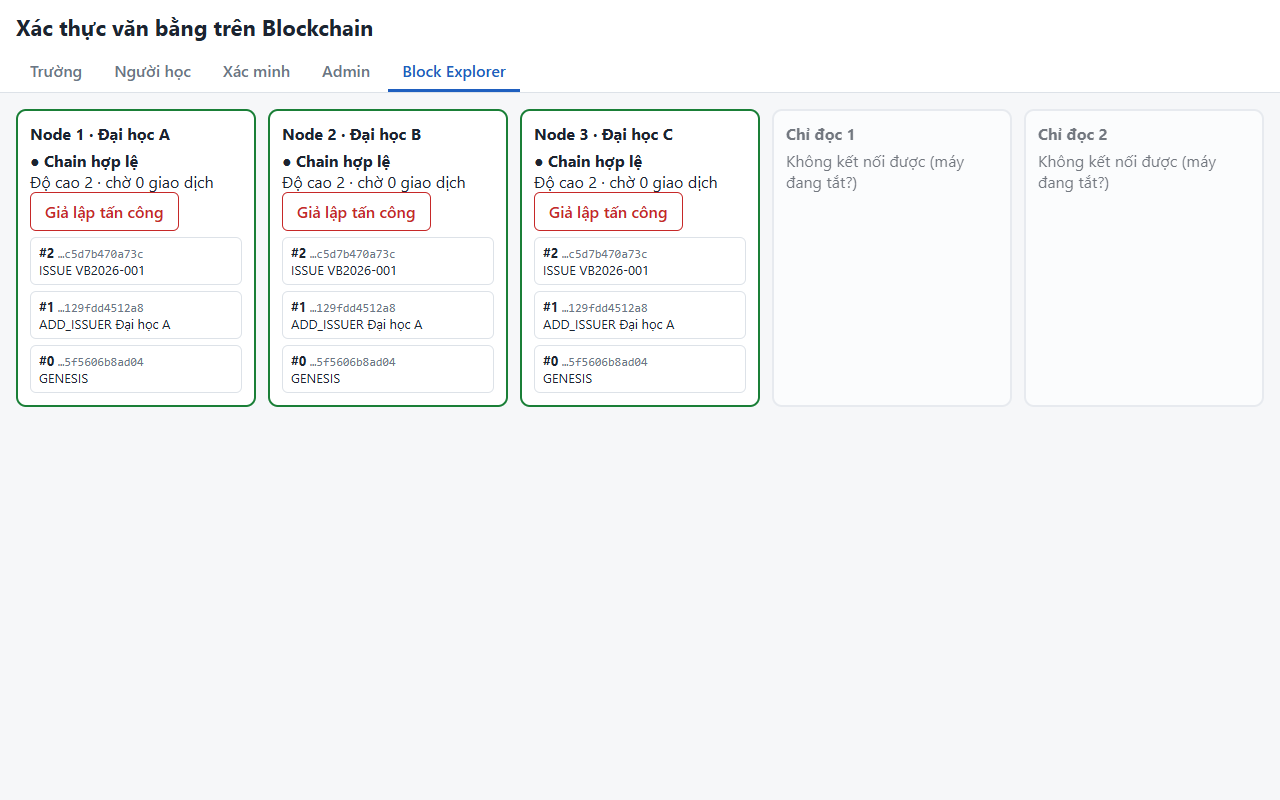 Xác thực văn bằng trên Blockchain
Trường Người học Xác minh Admin Block Explorer
Node 1 · Đại học A
● Chain hợp lệ
Độ cao 2 · chờ 0 giao dịch
Giả lập tấn công
#2 …c5d7b470a73c
ISSUE VB2026-001
#1 …129fdd4512a8
ADD_ISSUER Đại học A
#0 …5f5606b8ad04
GENESIS
Node 2 · Đại học B
● Chain hợp lệ
Độ cao 2 · chờ 0 giao dịch
Giả lập tấn công
#2 …c5d7b470a73c
ISSUE VB2026-001
#1 …129fdd4512a8
ADD_ISSUER Đại học A
#0 …5f5606b8ad04
GENESIS
Node 3 · Đại học C
● Chain hợp lệ
Độ cao 2 · chờ 0 giao dịch
Giả lập tấn công
#2 …c5d7b470a73c
ISSUE VB2026-001
#1 …129fdd4512a8
ADD_ISSUER Đại học A
#0 …5f5606b8ad04
GENESIS
Chỉ đọc 1
Không kết nối được (máy
đang tắt?)
Chỉ đọc 2
Không kết nối được (máy
đang tắt?)